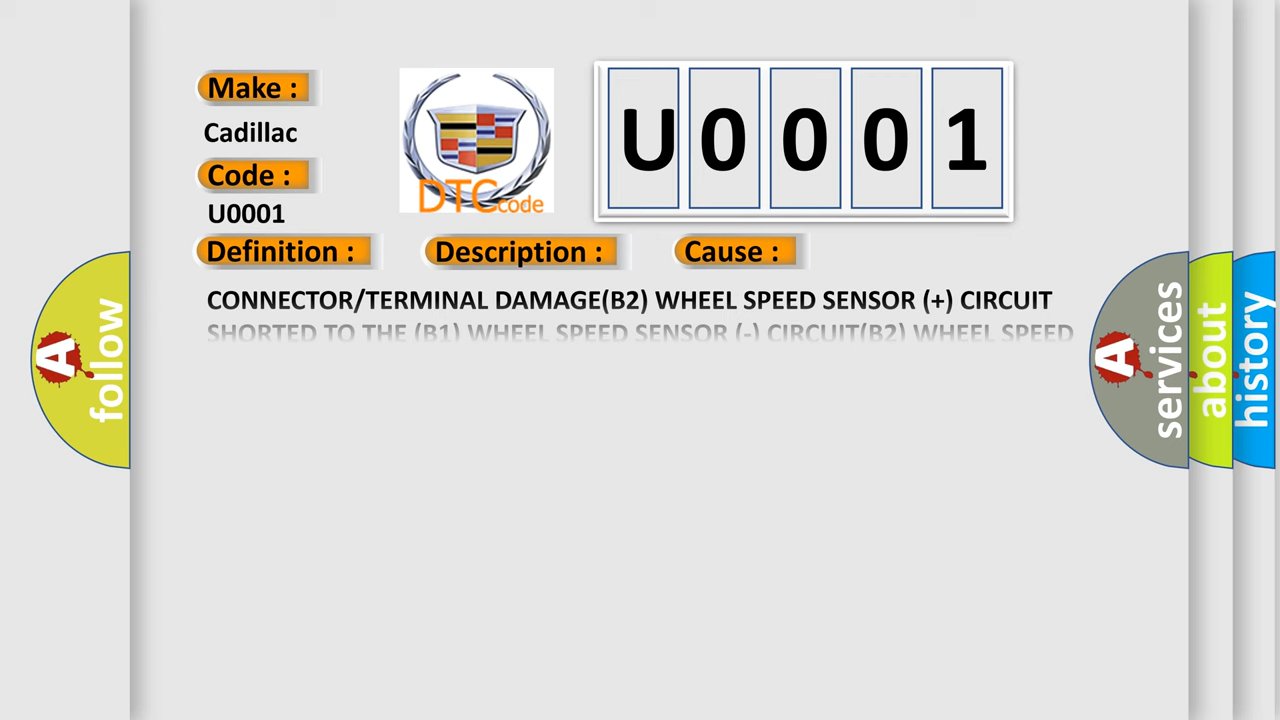 Make :
Cadillac
Code :
U0001
DTC code
U0001
Definition :
Description :
Cause :
CONNECTOR/TERMINAL DAMAGE(B2) WHEEL SPEED SENSOR (+) CIRCUIT
SHORTED TO THE (B1) WHEEL SPEED SENSOR (-) CIRCUIT(B2) WHEEL SPEED
A follow
A services
about
history